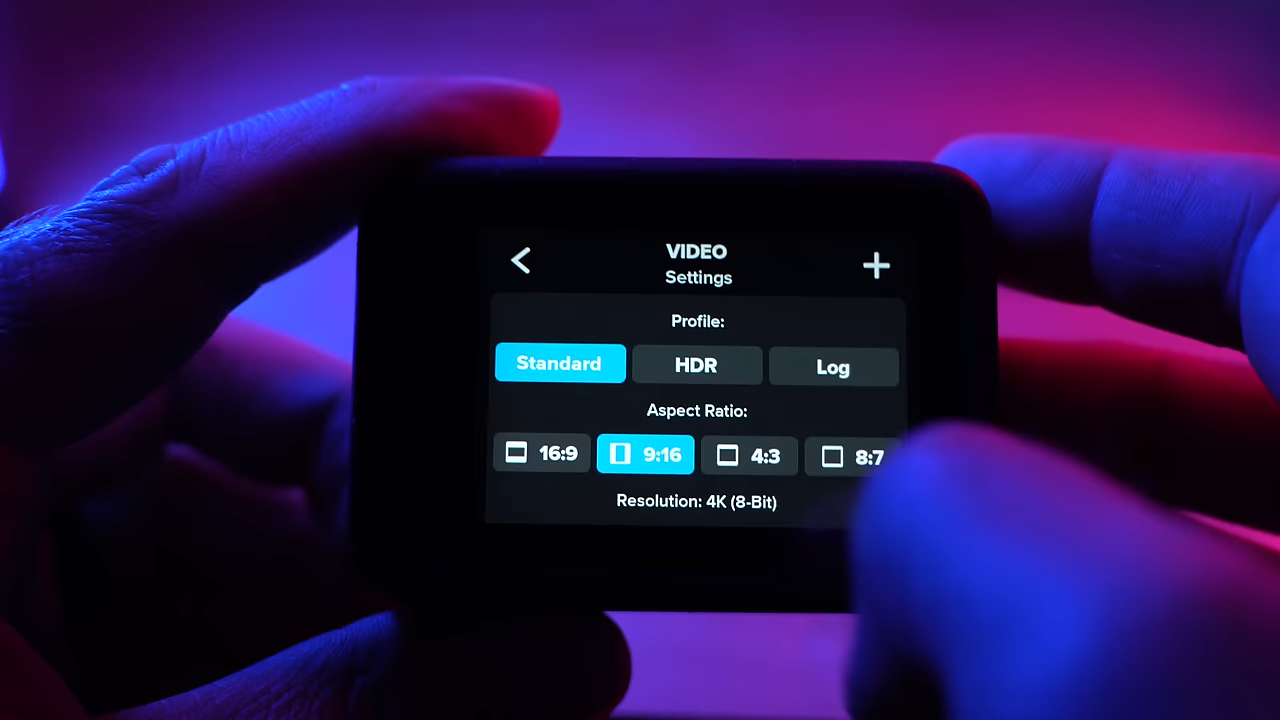 VIDEO
Settings
Profile:
Standard HDR Log
Aspect Ratio:
16:9 9:16 4:3 8:7
Resolution: 4K (8-Bit)